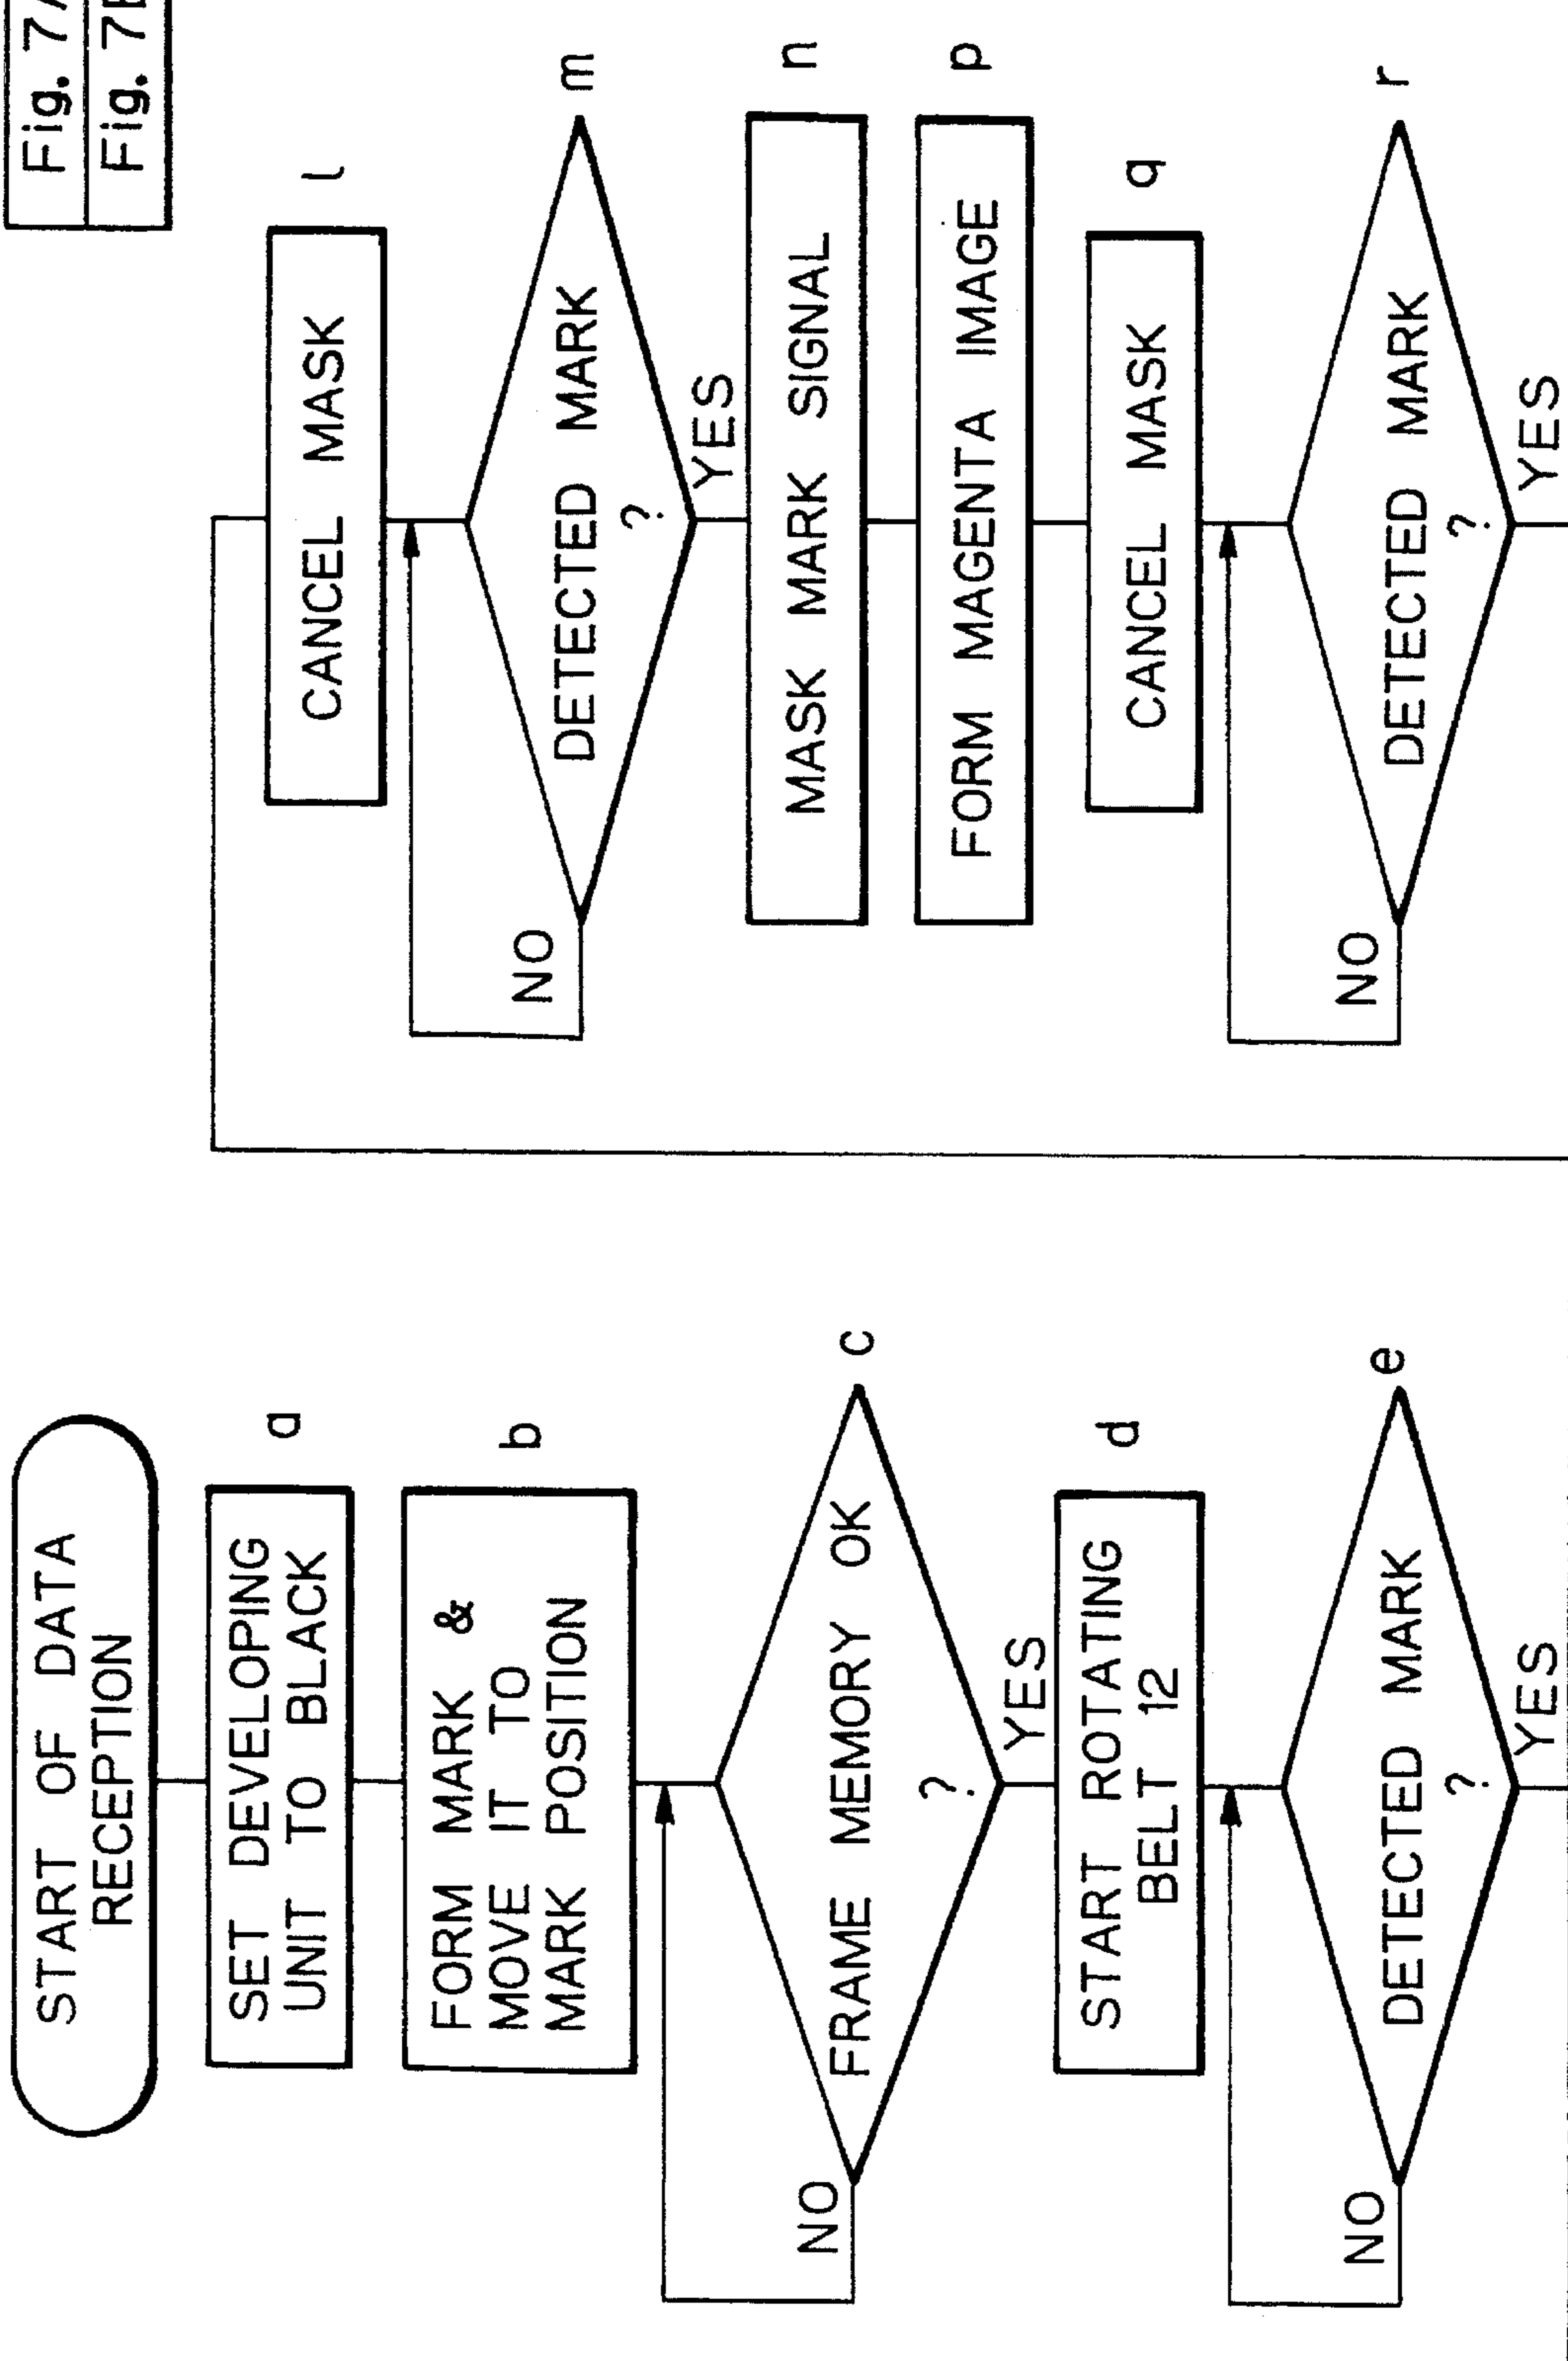 START OF DATA
RECEPTION
SET DEVELOPING
UNIT TO BLACK
a
FORM MARK &
MOVE IT TO
MARK POSITION
b
FRAME MEMORY OK
?
c
NO
YES
START ROTATING
BELT 12
d
DETECTED MARK
?
e
NO
YES
Fig. 7A
Fig. 7B
CANCEL MASK
l
DETECTED MARK
?
m
NO
YES
MASK MARK SIGNAL
n
FORM MAGENTA IMAGE
p
CANCEL MASK
q
DETECTED MARK
?
r
NO
YES